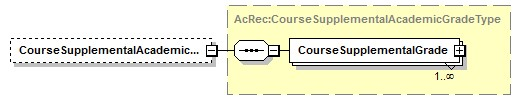 AcRec:CourseSupplementalAcademicGradeType
CourseSupplementalAcademic...
CourseSupplementalGrade
1..∞